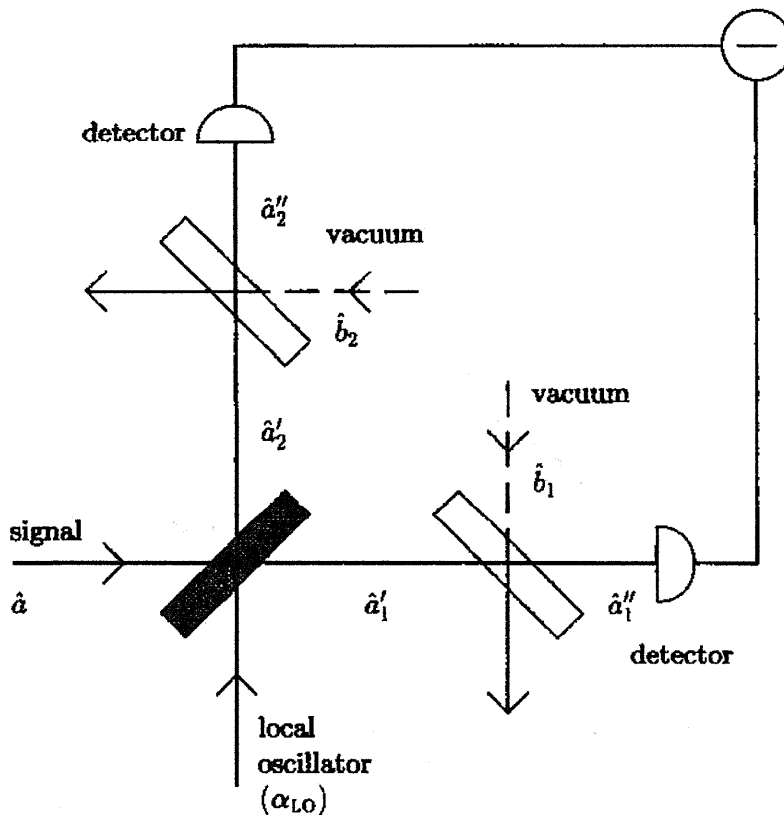 detector
â₂″
vacuum
b̂₂
â₂′
vacuum
b̂₁
signal
â
â₁′
â₁″
detector
local
oscillator
(α_LO)
−